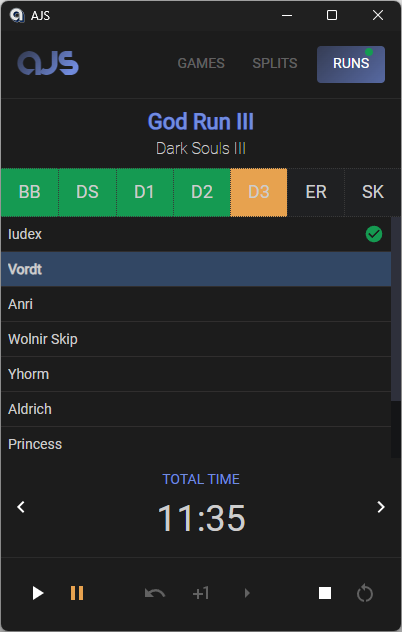 AJS
AJS
GAMES SPLITS RUNS
God Run III
Dark Souls III
BB DS D1 D2 D3 ER SK
Iudex
Vordt
Anri
Wolnir Skip
Yhorm
Aldrich
Princess
TOTAL TIME
11:35
+1